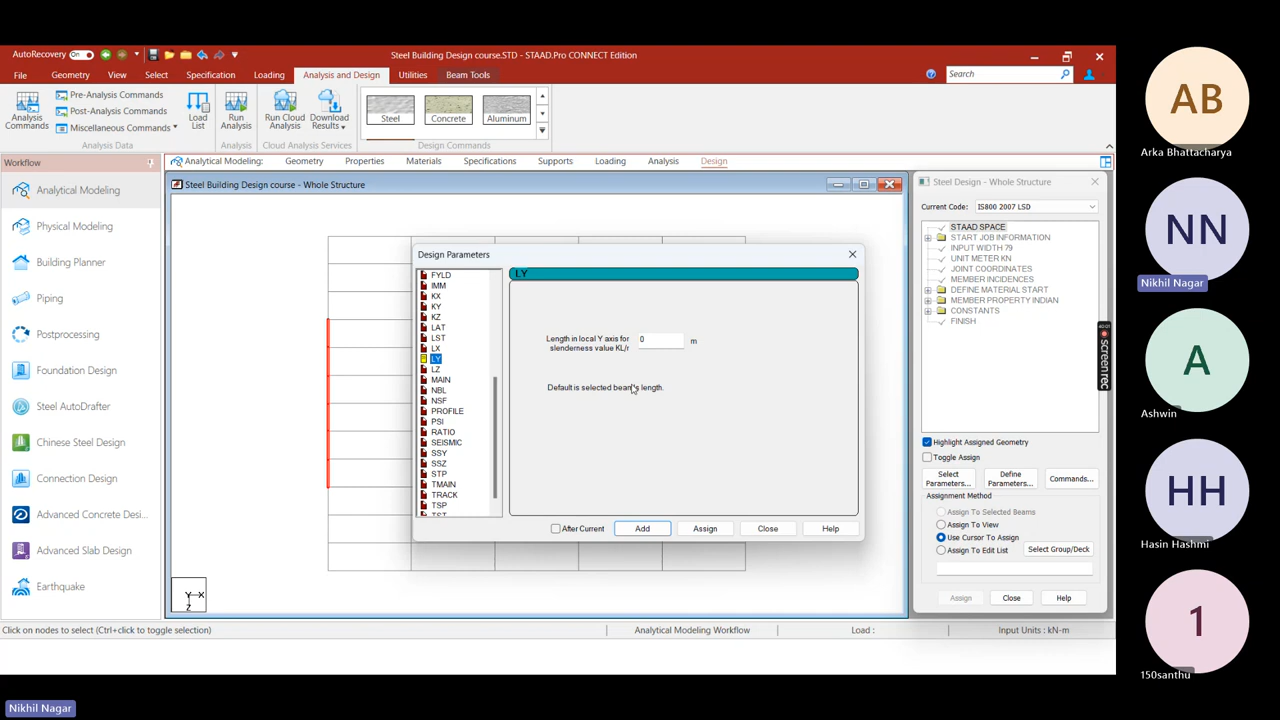 AutoRecovery On
Steel Building Design course.STD - STAAD.Pro CONNECT Edition
File Geometry View Select Specification Loading Analysis and Design Utilities Beam Tools
Search
Analysis Commands
Pre-Analysis Commands
Post-Analysis Commands
Miscellaneous Commands
Load List
Run Analysis
Run Cloud Analysis
Download Results
Steel
Concrete
Aluminum
Analysis Data
Analysis
Cloud Analysis Services
Design Commands
Workflow
Analytical Modeling: Geometry Properties Materials Specifications Supports Loading Analysis Design
Analytical Modeling
Physical Modeling
Building Planner
Piping
Postprocessing
Foundation Design
Steel AutoDrafter
Chinese Steel Design
Connection Design
Advanced Concrete Desi...
Advanced Slab Design
Earthquake
Steel Building Design course - Whole Structure
Y X
Z
Design Parameters
FYLD
IMM
KX
KY
KZ
LAT
LST
LX
LY
LZ
MAIN
NBL
NSF
PROFILE
PSI
RATIO
SEISMIC
SSY
SSZ
STP
TMAIN
TRACK
TSP
TST
LY
Length in local Y axis for
slenderness value KL/r
0
m
Default is selected beam's length.
After Current
Add
Assign
Close
Help
Steel Design - Whole Structure
Current Code: IS800 2007 LSD
STAAD SPACE
START JOB INFORMATION
INPUT WIDTH 79
UNIT METER KN
JOINT COORDINATES
MEMBER INCIDENCES
DEFINE MATERIAL START
MEMBER PROPERTY INDIAN
CONSTANTS
FINISH
Highlight Assigned Geometry
Toggle Assign
Select Parameters...
Define Parameters...
Commands...
Assignment Method
Assign To Selected Beams
Assign To View
Use Cursor To Assign
Assign To Edit List
Select Group/Deck
Assign
Close
Help
screen rec
Click on nodes to select (Ctrl+click to toggle selection)
Analytical Modeling Workflow
Load :
Input Units : kN-m
AB
Arka Bhattacharya
NN
Nikhil Nagar
A
Ashwin
HH
Hasin Hashmi
1
150santhu
Nikhil Nagar